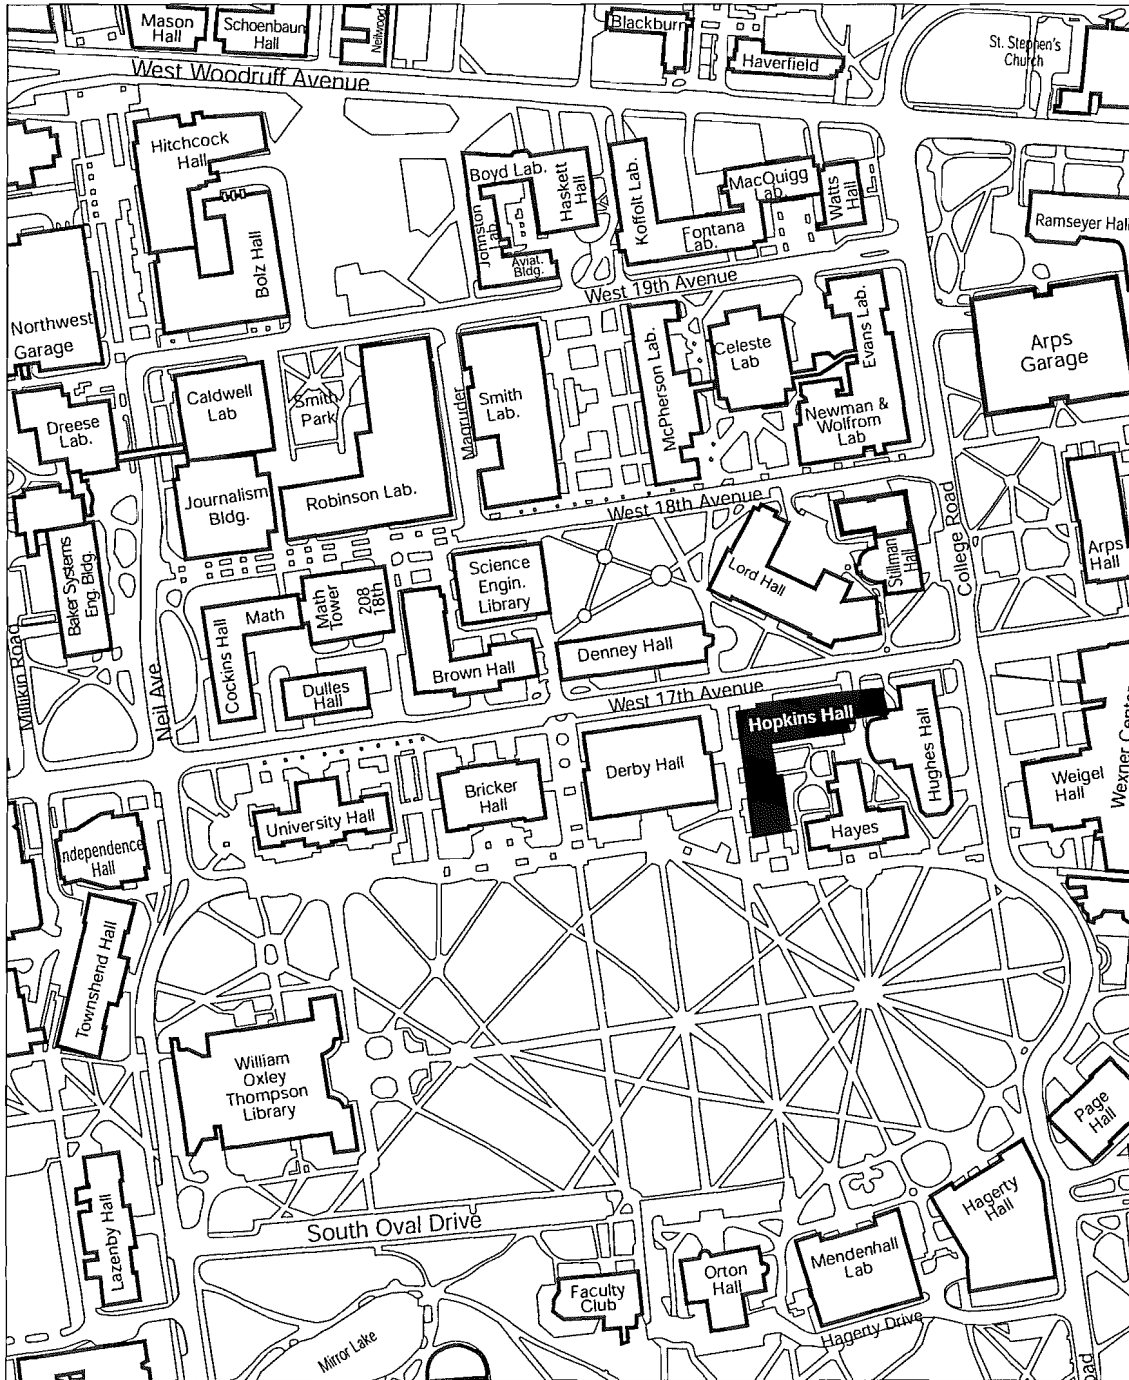 Mason
Hall
Schoenbaum
Hall
Neilwood
Blackburn
Haverfield
St. Stephen's
Church
West Woodruff Avenue
Hitchcock
Hall
Bolz Hall
Boyd Lab.
Haskett
Hall
Johnston
Lab.
Aviat.
Bldg.
Koffolt Lab.
MacQuigg
Lab.
Watts
Hall
Fontana
Lab.
Ramseyer Hall
West 19th Avenue
Northwest
Garage
Arps
Garage
Caldwell
Lab
Smith
Park
Magruder
Smith
Lab.
McPherson Lab.
Celeste
Lab
Evans Lab.
Newman &
Wolfrom
Lab
Dreese
Lab.
Journalism
Bldg.
Robinson Lab.
West 18th Avenue
College Road
Baker Systems
Eng. Bldg.
Science
Engin.
Library
Lord Hall
Stillman
Hall
Arps
Hall
Math
Math
Tower
208
18th
Cockins Hall
Dulles
Hall
Brown Hall
Denney Hall
Millikin Road
Neil Ave.
West 17th Avenue
Hopkins Hall
Hughes Hall
Derby Hall
Bricker
Hall
University Hall
Hayes
Weigel
Hall
Wexner Center
Independence
Hall
Townshend Hall
William
Oxley
Thompson
Library
Page
Hall
Lazenby Hall
South Oval Drive
Hagerty
Hall
Mendenhall
Lab
Orton
Hall
Faculty
Club
Hagerty Drive
Mirror Lake
oad